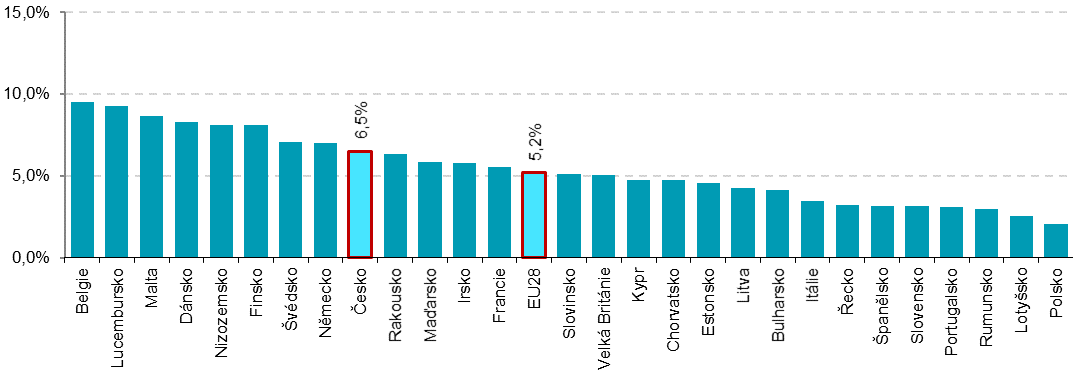 15,0%
10,0%
5,0%
0,0%
6,5%
5,2%
Belgie
Lucembursko
Malta
Dánsko
Nizozemsko
Finsko
Švédsko
Německo
Česko
Rakousko
Maďarsko
Irsko
Francie
EU28
Slovinsko
Velká Británie
Kypr
Chorvatsko
Estonsko
Litva
Bulharsko
Itálie
Řecko
Španělsko
Slovensko
Portugalsko
Rumunsko
Lotyšsko
Polsko